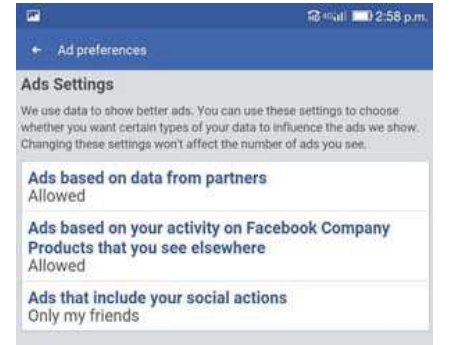 2:58 p.m.
Ad preferences
Ads Settings
We use data to show better ads. You can use these settings to choose
whether you want certain types of your data to influence the ads we show.
Changing these settings won't affect the number of ads you see.
Ads based on data from partners
Allowed
Ads based on your activity on Facebook Company
Products that you see elsewhere
Allowed
Ads that include your social actions
Only my friends